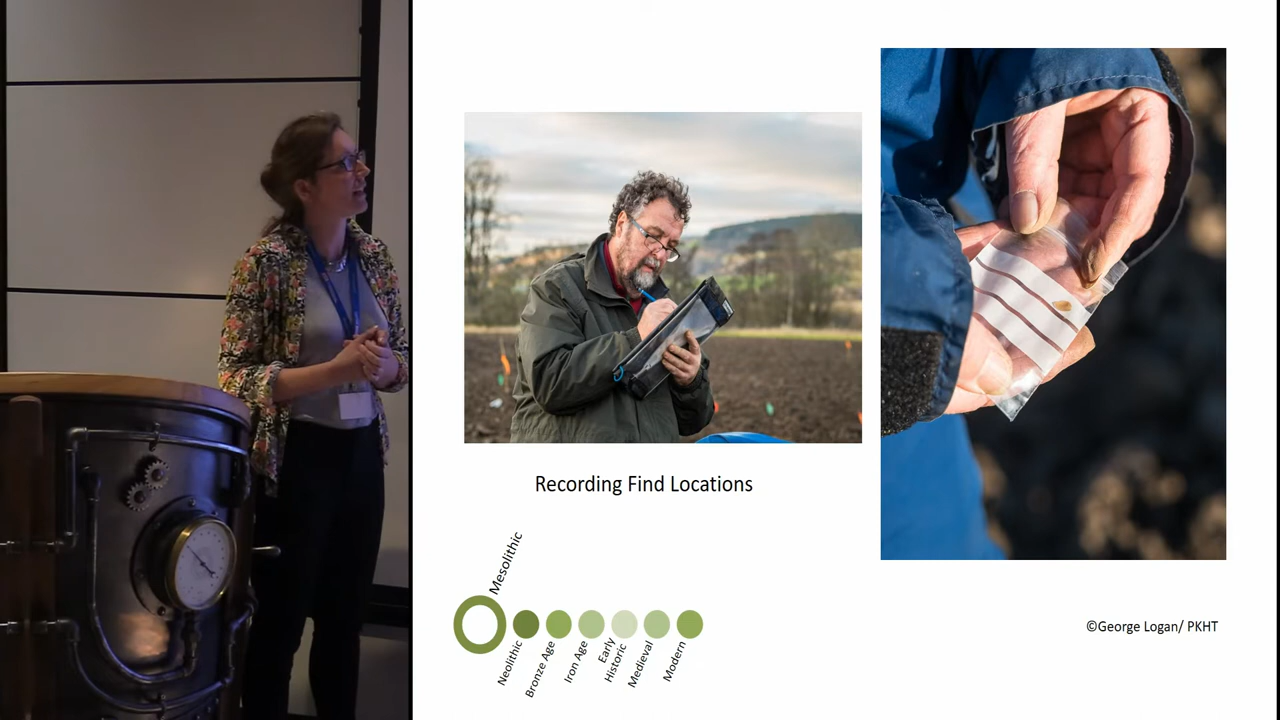 Recording Find Locations
Mesolithic
Neolithic
Bronze Age
Iron Age
Early
Historic
Medieval
Modern
©George Logan/ PKHT